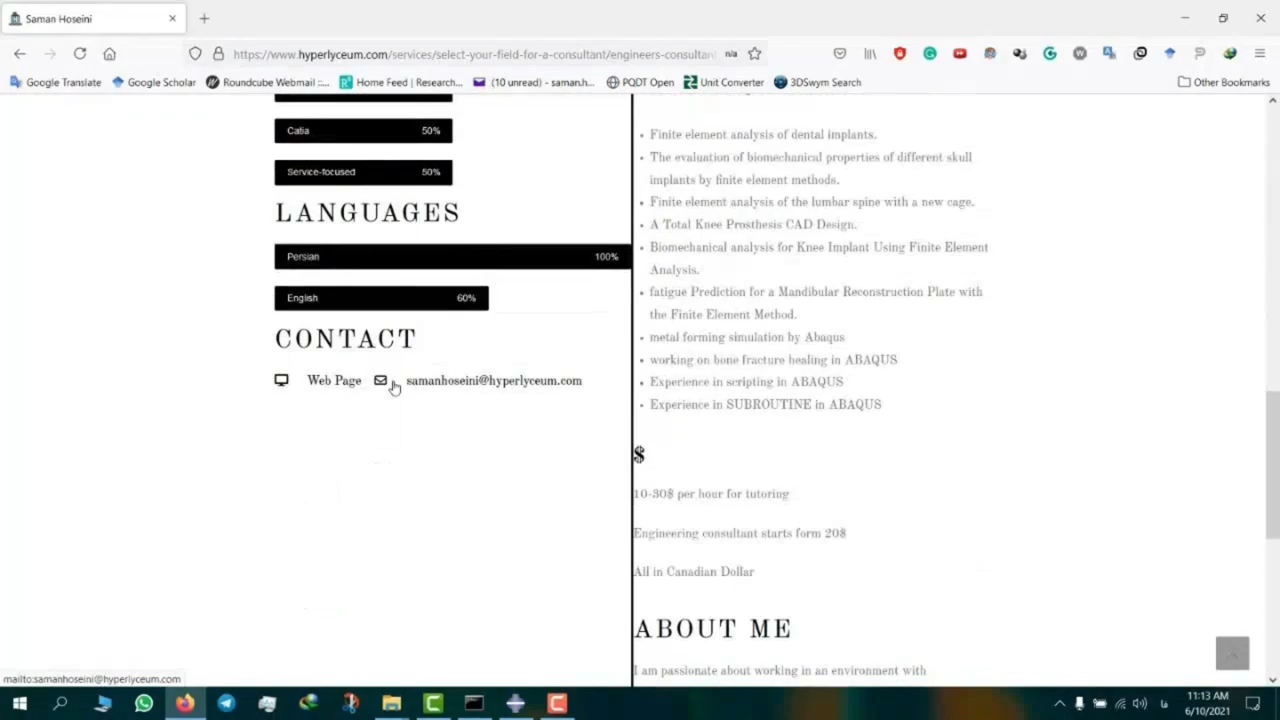 Saman Hoseini
https://www.hyperlyceum.com/services/select-your-field-for-a-consultant/engineers-consultant n/a
Google Translate Google Scholar Roundcube Webmail ::... Home Feed | Research... (10 unread) - saman.h... PQDT Open Unit Converter 3DSwym Search Other Bookmarks
Catia 50%
Service-focused 50%
LANGUAGES
Persian 100%
English 60%
CONTACT
Web Page samanhoseini@hyperlyceum.com
• Finite element analysis of dental implants.
• The evaluation of biomechanical properties of different skull
implants by finite element methods.
• Finite element analysis of the lumbar spine with a new cage.
• A Total Knee Prosthesis CAD Design.
• Biomechanical analysis for Knee Implant Using Finite Element
Analysis.
• fatigue Prediction for a Mandibular Reconstruction Plate with
the Finite Element Method.
• metal forming simulation by Abaqus
• working on bone fracture healing in ABAQUS
• Experience in scripting in ABAQUS
• Experience in SUBROUTINE in ABAQUS
$
10-30$ per hour for tutoring
Engineering consultant starts form 20$
All in Canadian Dollar
ABOUT ME
I am passionate about working in an environment with
mailto:samanhoseini@hyperlyceum.com
11:13 AM
6/10/2021